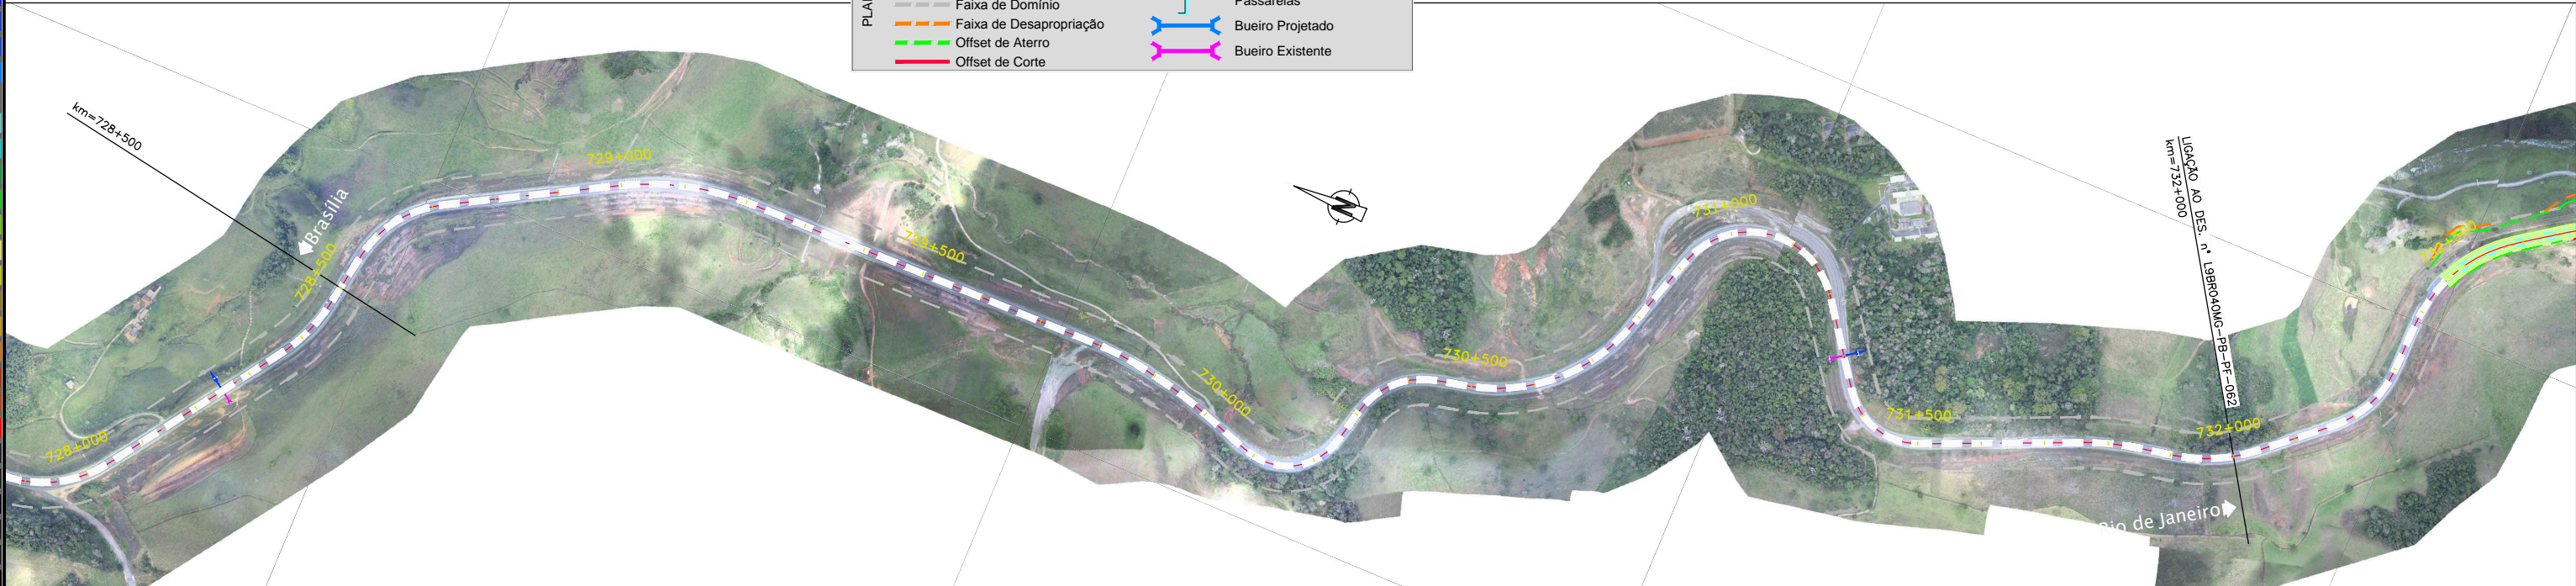 PLAN
Faixa de Domínio
Faixa de Desapropriação
Offset de Aterro
Offset de Corte
Passarelas
Bueiro Projetado
Bueiro Existente
km=728+500
Brasília
728+000
728+500
729+000
729+500
N
730+000
730+500
731+000
731+500
732+000
LIGAÇÃO AO DES. n° L9BR040MG-PB-PF-062
km=732+000
Rio de Janeiro